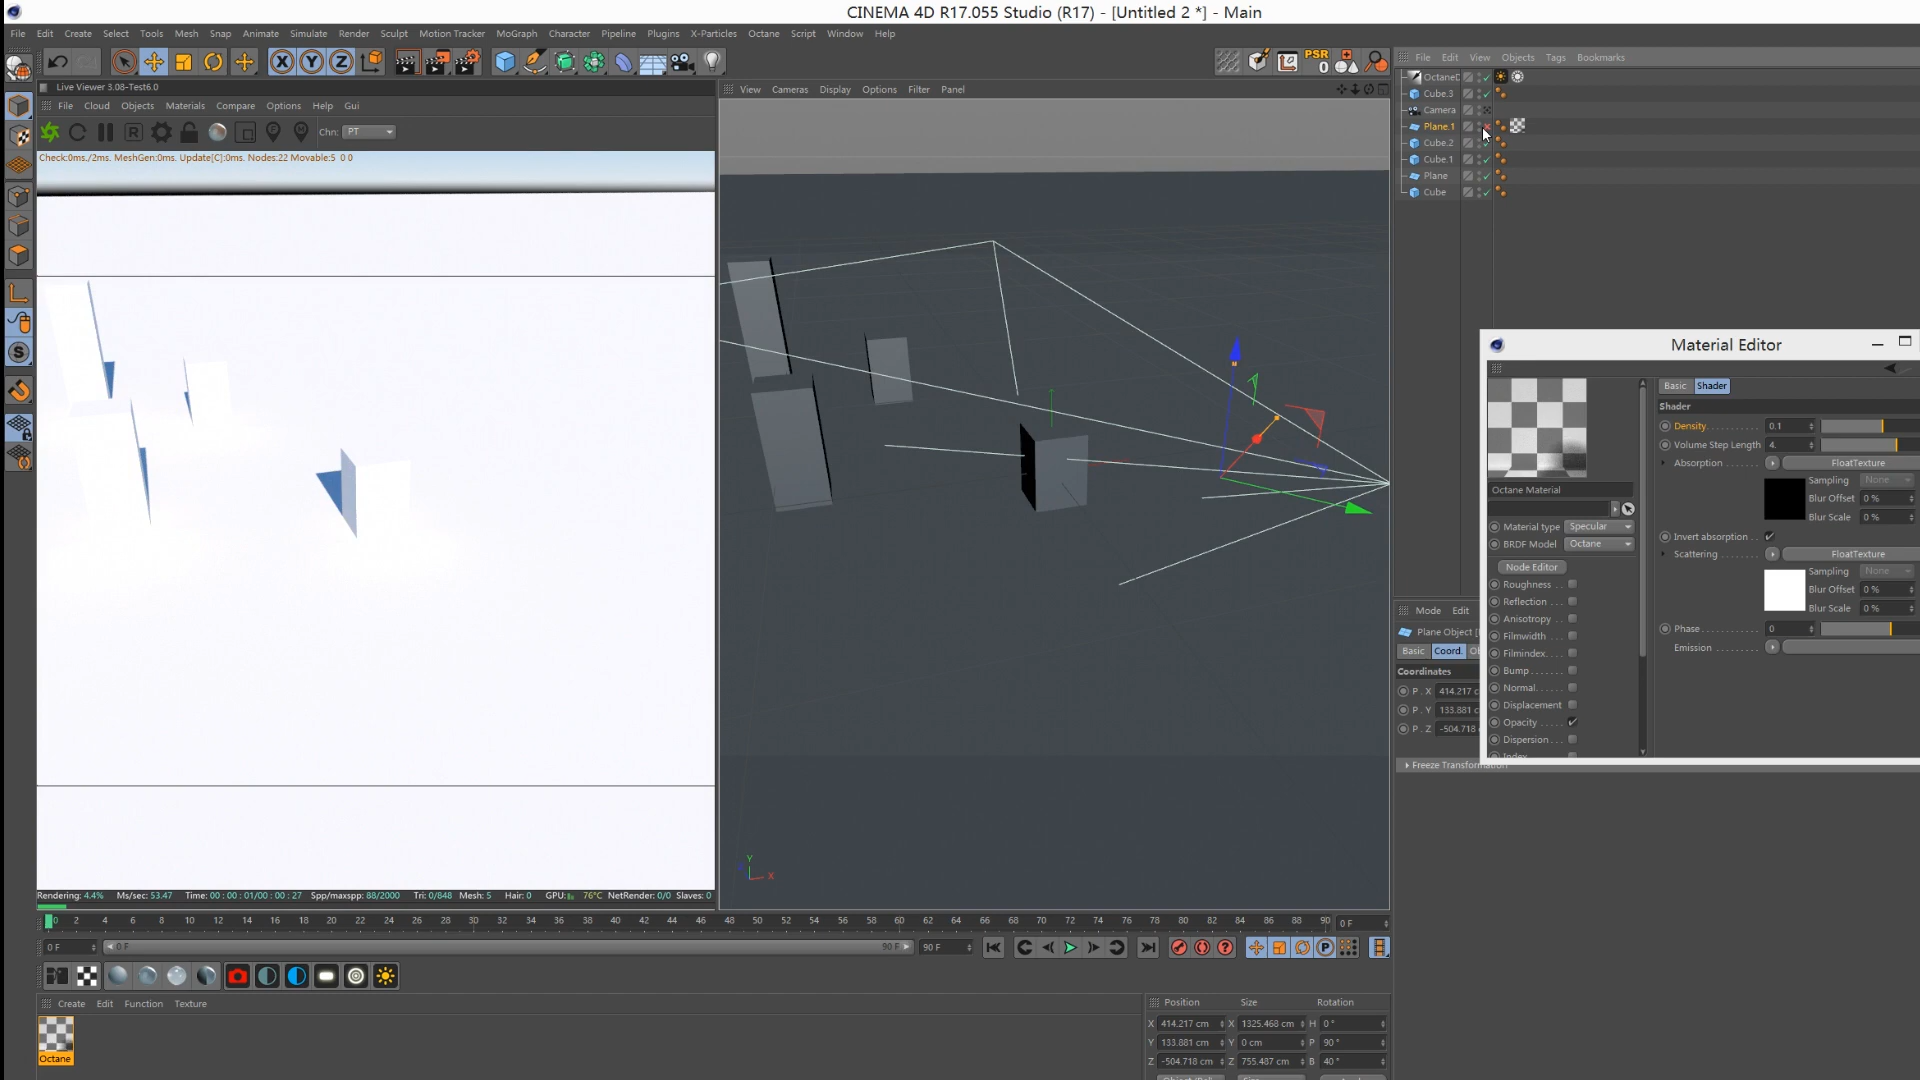 CINEMA 4D R17.055 Studio (R17) - [Untitled 2 *] - Main
File Edit Create Select Tools Mesh Snap Animate Simulate Render Sculpt Motion Tracker MoGraph Character Pipeline Plugins X-Particles Octane Script Window Help
PSR
0
File Edit View Objects Tags Bookmarks
Live Viewer 3.08-Test6.0
File Cloud Objects Materials Compare Options Help Gui
Chn: PT
Check:0ms./2ms. MeshGen:0ms. Update[C]:0ms. Nodes:22 Movable:5 0 0
View Cameras Display Options Filter Panel
OctaneD
Cube.3
Camera
Plane.1
Cube.2
Cube.1
Plane
Cube
Material Editor
Basic Shader
Shader
Density 0.1
Volume Step Length 4.
Absorption FloatTexture
Sampling None
Blur Offset 0 %
Blur Scale 0 %
Invert absorption
Scattering FloatTexture
Sampling None
Blur Offset 0 %
Blur Scale 0 %
Phase 0
Emission
Octane Material
Material type Specular
BRDF Model Octane
Node Editor
Roughness
Reflection
Anisotropy
Filmwidth
Filmindex
Bump
Normal
Displacement
Opacity
Dispersion
Index
Mode Edit
Plane Object [
Basic Coord. Ob
Coordinates
P . X 414.217 c
P . Y 133.881 c
P . Z -504.718
Freeze Transformation
Y
X
Rendering: 4.4% Ms/sec: 53.47 Time: 00 : 00 : 01/00 : 00 : 27 Spp/maxspp: 88/2000 Tri: 0/848 Mesh: 5 Hair: 0 GPU: 76°C NetRender: 0/0 Slaves: 0
0 2 4 6 8 10 12 14 16 18 20 22 24 26 28 30 32 34 36 38 40 42 44 46 48 50 52 54 56 58 60 62 64 66 68 70 72 74 76 78 80 82 84 86 88 90 0 F
0 F 0 F 90 F 90 F
Create Edit Function Texture
Octane
Position Size Rotation
X 414.217 cm X 1325.468 cm H 0 °
Y 133.881 cm Y 0 cm P 90 °
Z -504.718 cm Z 755.487 cm B 40 °